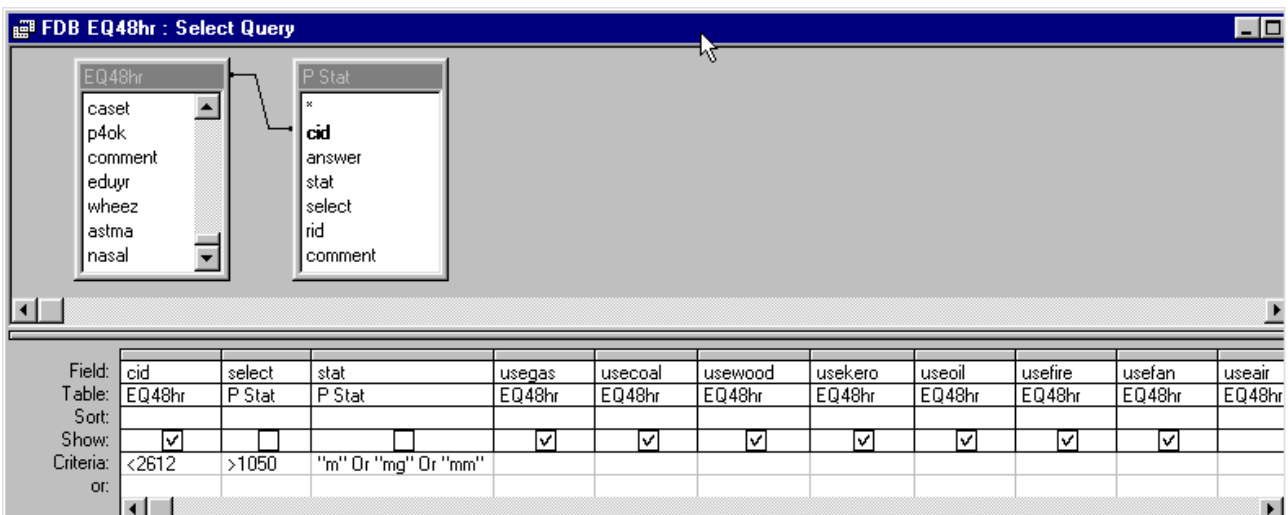 FDB EQ48hr : Select Query
EQ48hr
caset
p4ok
comment
eduyr
wheez
astma
nasal
P Stat
*
cid
answer
stat
select
rid
comment
Field: cid select stat usegas usecoal usewood usekero useoil usefire usefan useair
Table: EQ48hr P Stat P Stat EQ48hr EQ48hr EQ48hr EQ48hr EQ48hr EQ48hr EQ48hr EQ48hr
Sort:
Show:
Criteria: <2612 >1050 "m" Or "mg" Or "mm"
or: